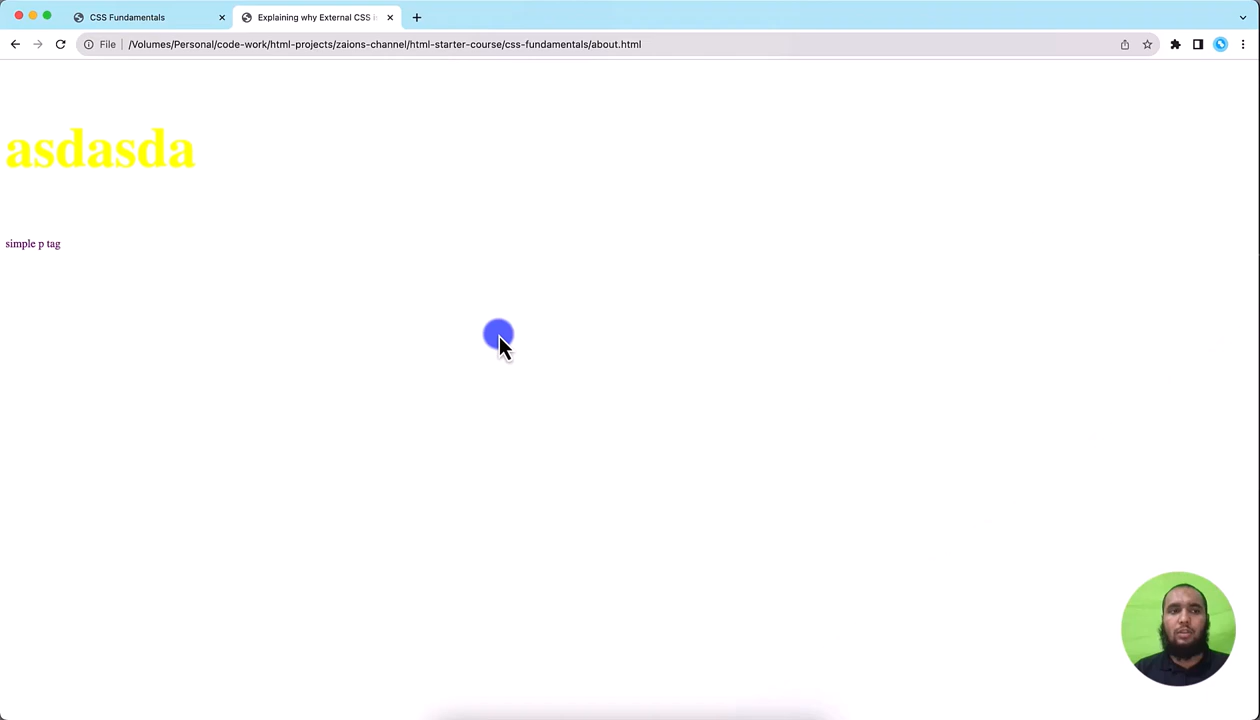 CSS Fundamentals
Explaining why External CSS i
File
/Volumes/Personal/code-work/html-projects/zaions-channel/html-starter-course/css-fundamentals/about.html
asdasda
simple p tag